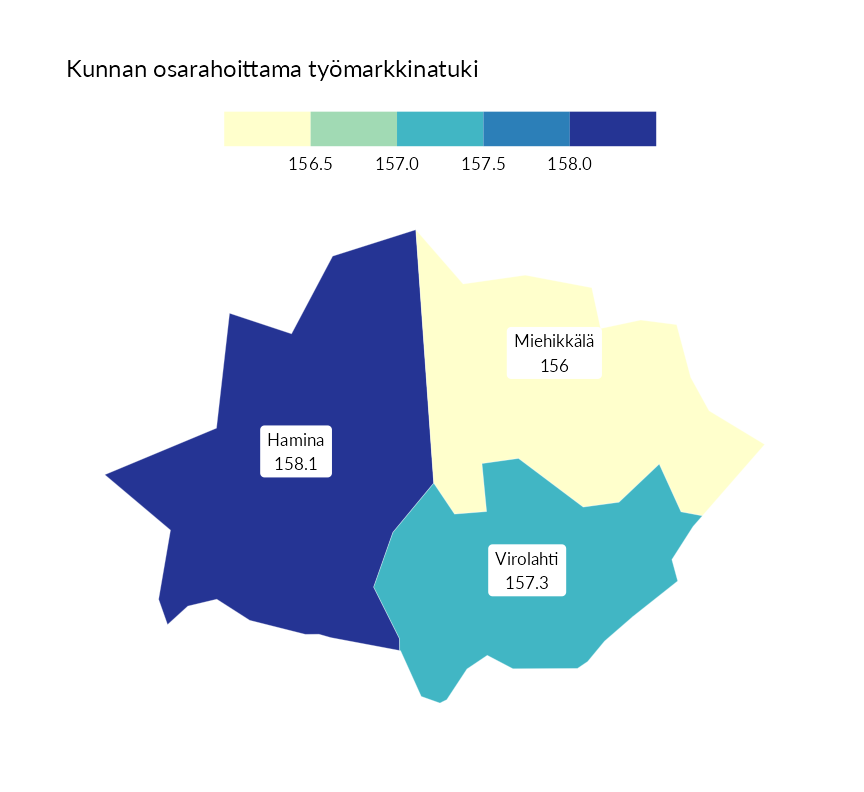 Kunnan osarahoittama työmarkkinatuki
156.5 157.0 157.5 158.0
Miehikkälä
156
Hamina
158.1
Virolahti
157.3